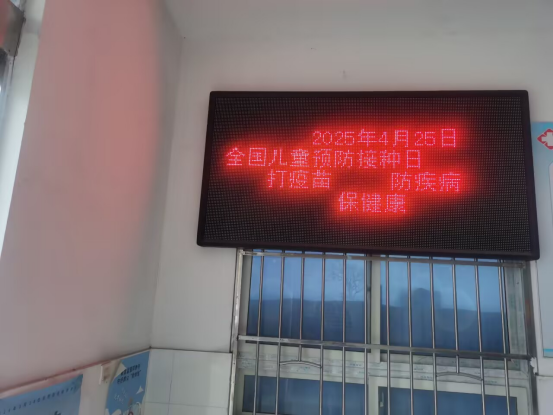 2025年4月25日
全国儿童预防接种日
打疫苗 防疾病
保健康